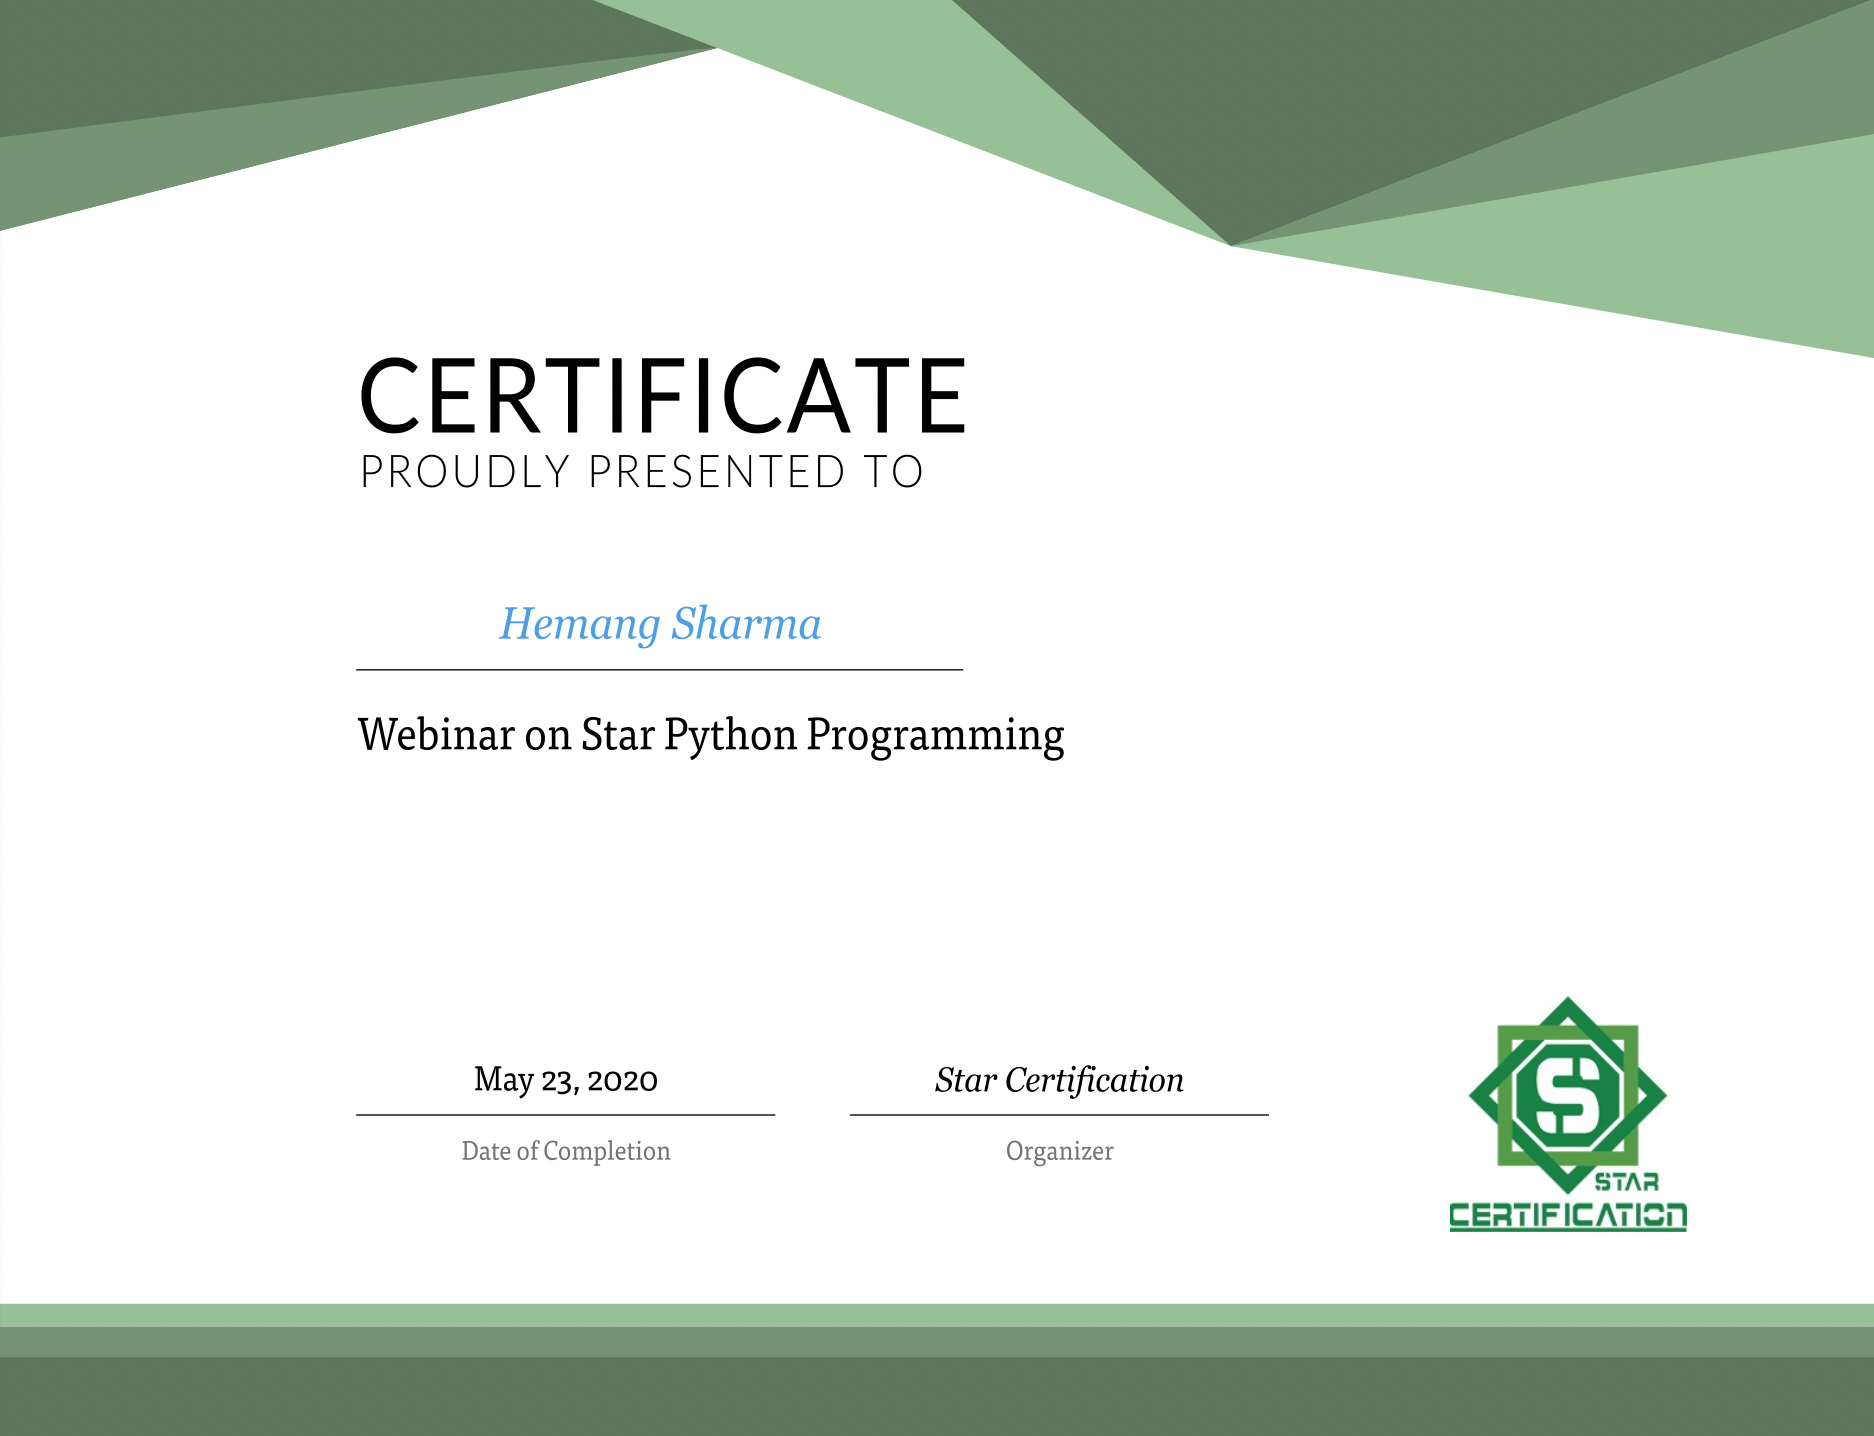 CERTIFICATE
PROUDLY PRESENTED TO
Hemang Sharma
Webinar on Star Python Programming
May 23, 2020
Date of Completion
Star Certification
Organizer
S
STAR
CERTIFICATION